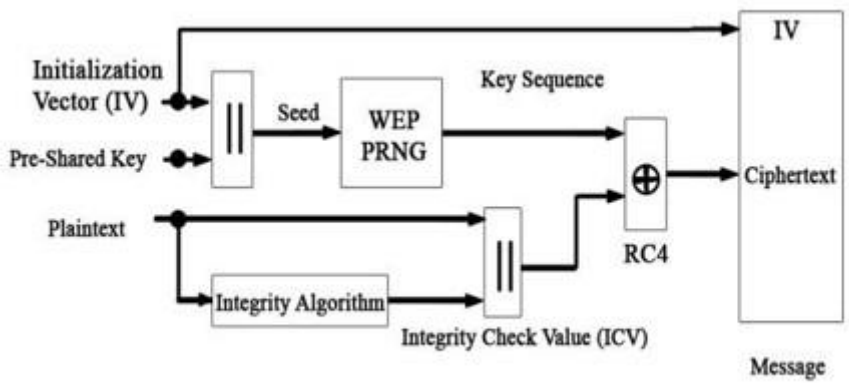 IV
Initialization
Vector (IV)
Key Sequence
Seed
WEP
PRNG
||
Pre-Shared Key
⊕
Ciphertext
Plaintext
||
RC4
Integrity Algorithm
Integrity Check Value (ICV)
Message